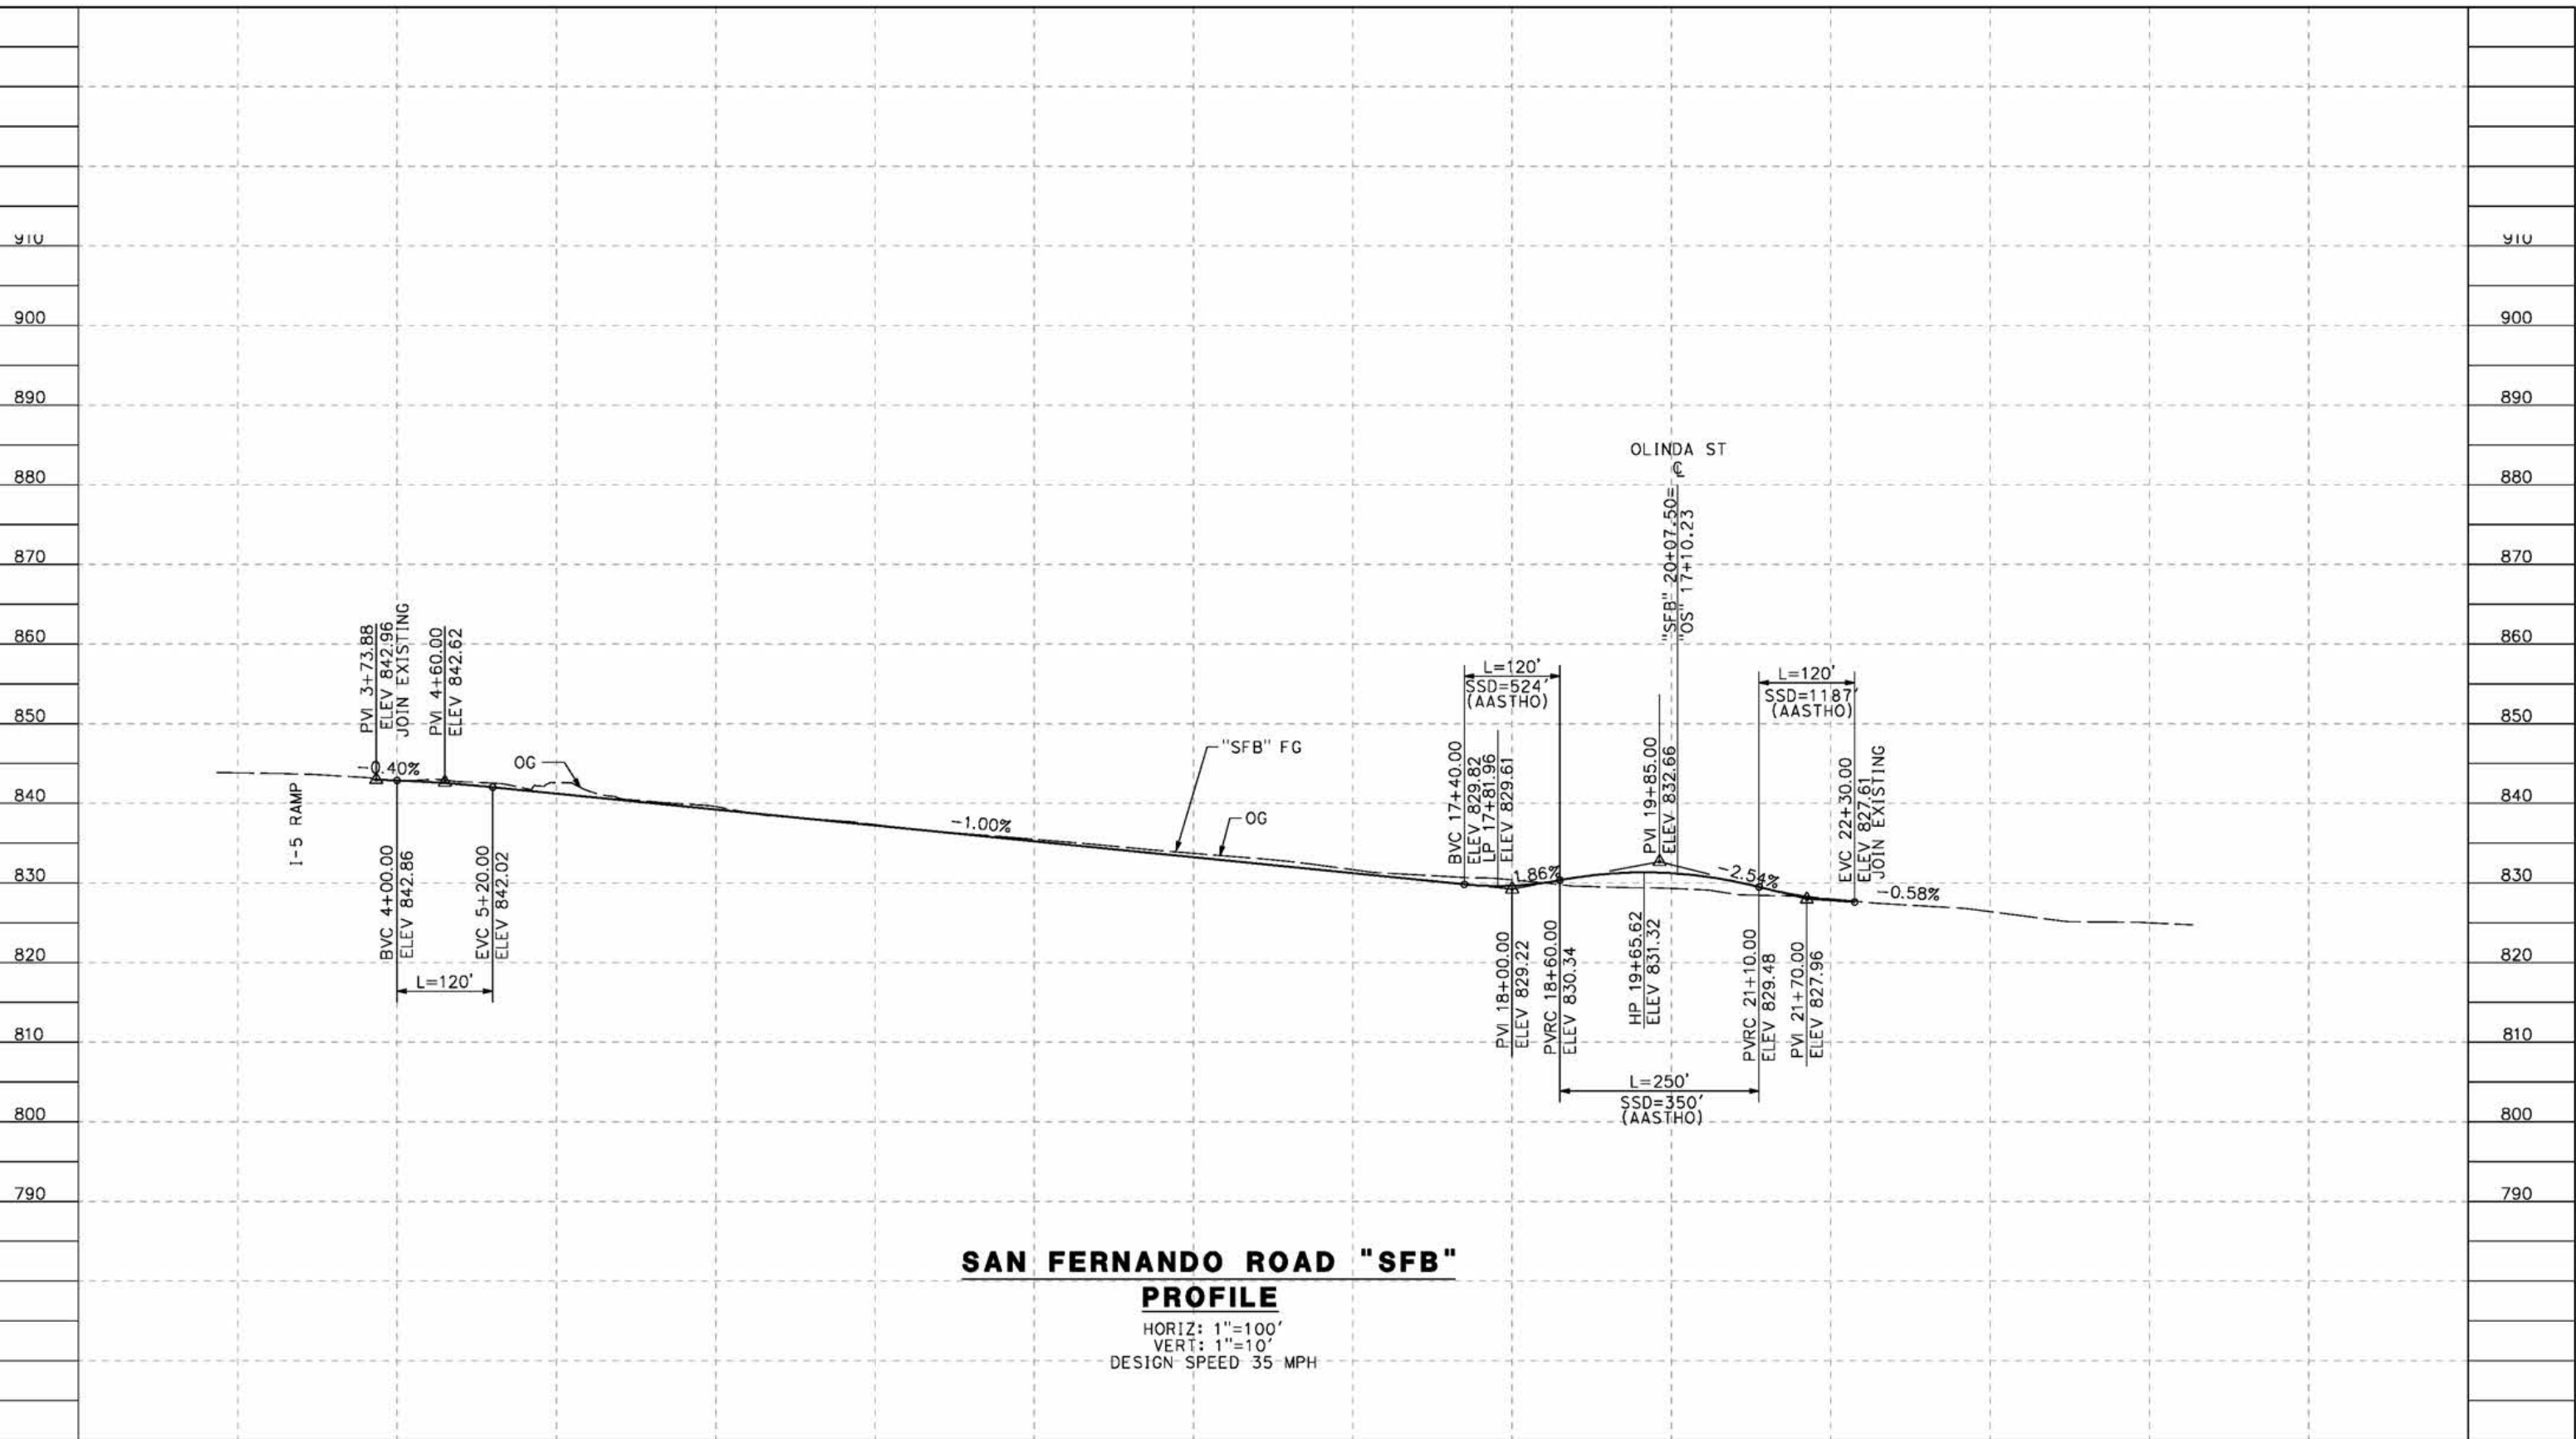 910
900
890
880
870
860
850
840
830
820
810
800
790
PVI 3+73.88
ELEV 842.96
JOIN EXISTING
PVI 4+60.00
ELEV 842.62
-0.40%
I-5 RAMP
BVC 4+00.00
ELEV 842.86
EVC 5+20.00
ELEV 842.02
L=120'
OG
-1.00%
"SFB" FG
OG
L=120'
SSD=524'
(AASTHO)
BVC 17+40.00
ELEV 829.82
LP 17+81.96
ELEV 829.61
1.86%
PVI 18+00.00
ELEV 829.22
PVRC 18+60.00
ELEV 830.34
OLINDA ST
℄
"SFB" 20+07.50=
"OS" 17+10.23
PVI 19+85.00
ELEV 832.66
HP 19+65.62
ELEV 831.32
L=250'
SSD=350'
(AASTHO)
-2.54%
L=120'
SSD=1187'
(AASTHO)
PVRC 21+10.00
ELEV 829.48
PVI 21+70.00
ELEV 827.96
EVC 22+30.00
ELEV 827.61
JOIN EXISTING
-0.58%
910
900
890
880
870
860
850
840
830
820
810
800
790
SAN FERNANDO ROAD "SFB"
PROFILE
HORIZ: 1"=100'
VERT: 1"=10'
DESIGN SPEED 35 MPH